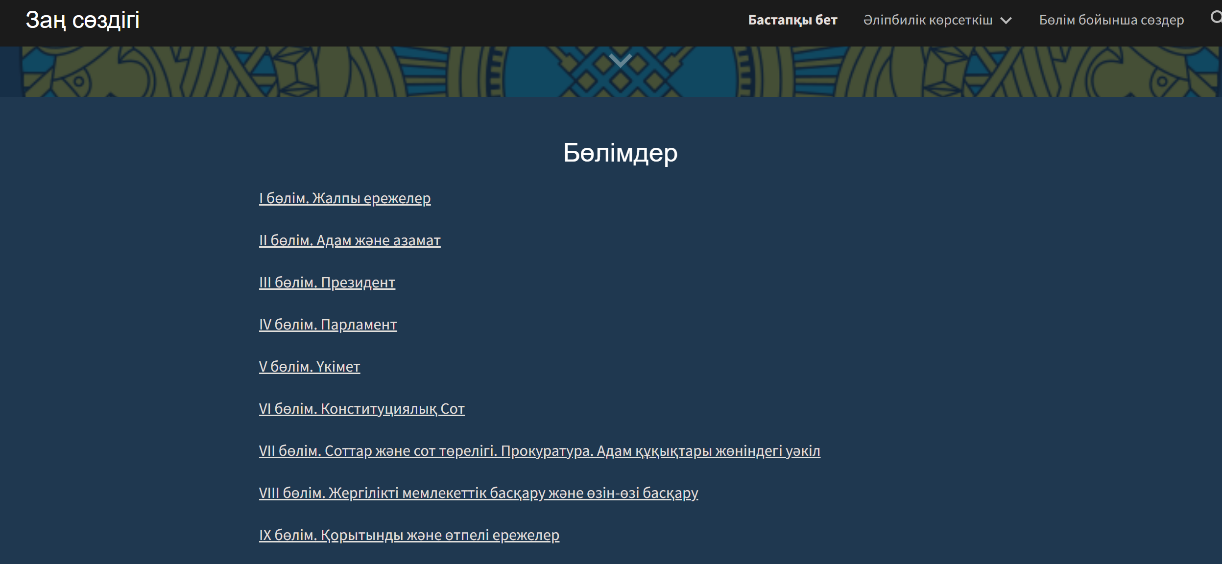 Заң сөздігі
Бастапқы бет
Әліпбилік көрсеткіш
Бөлім бойынша сөздер
Бөлімдер
I бөлім. Жалпы ережелер
II бөлім. Адам және азамат
III бөлім. Президент
IV бөлім. Парламент
V бөлім. Үкімет
VI бөлім. Конституциялық Сот
VII бөлім. Соттар және сот төрелігі. Прокуратура. Адам құқықтары жөніндегі уәкіл
VIII бөлім. Жергілікті мемлекеттік басқару және өзін-өзі басқару
IX бөлім. Қорытынды және өтпелі ережелер